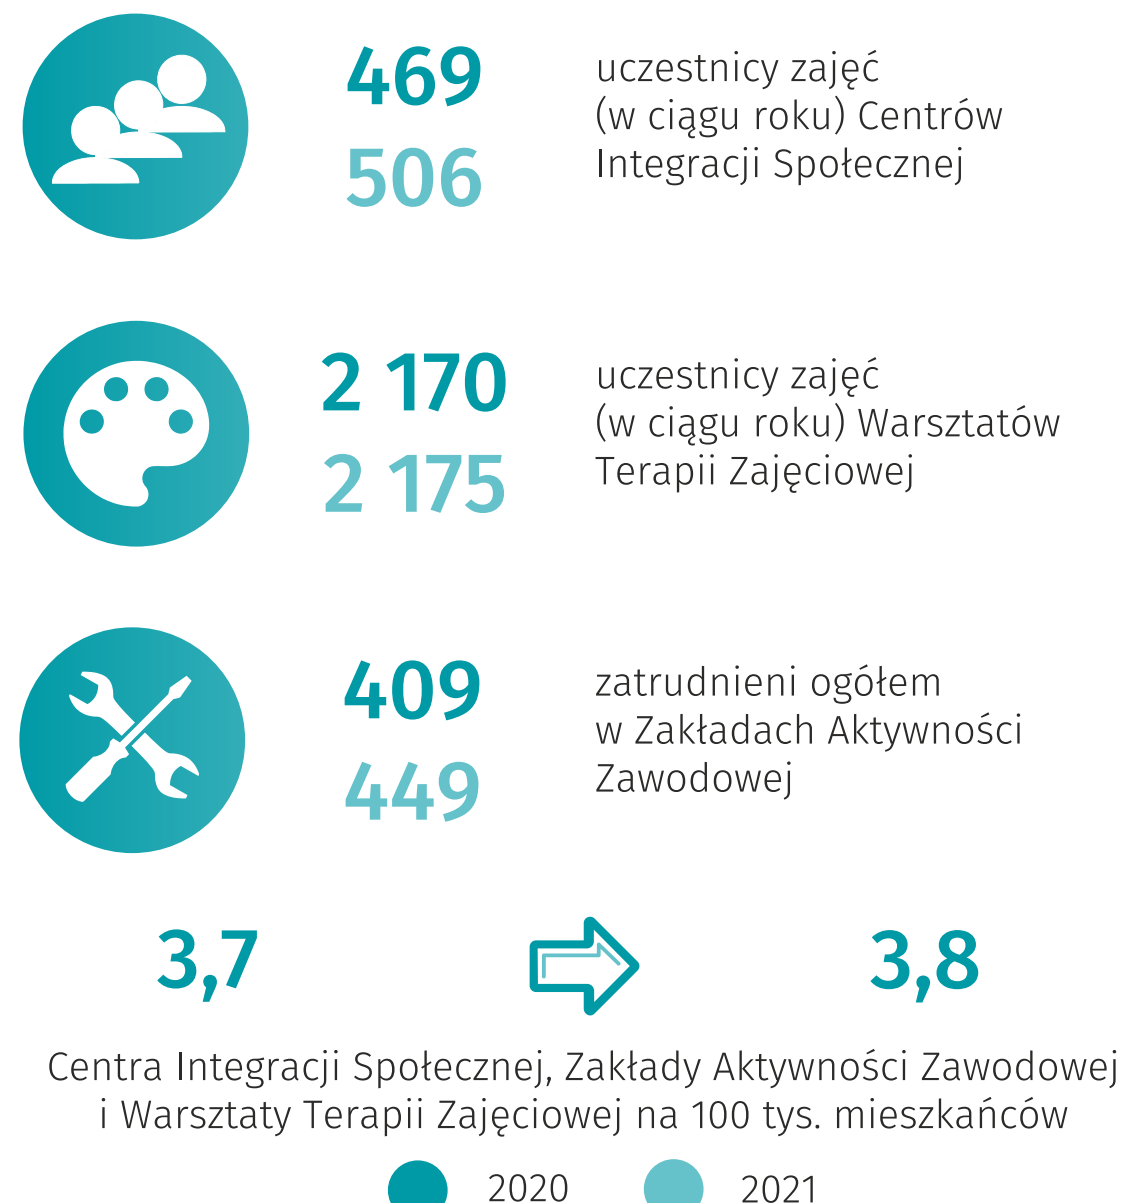 469
506
uczestnicy zajęć
(w ciągu roku) Centrów
Integracji Społecznej
2 170
2 175
uczestnicy zajęć
(w ciągu roku) Warsztatów
Terapii Zajęciowej
409
449
zatrudnieni ogółem
w Zakładach Aktywności
Zawodowej
3,7
3,8
Centra Integracji Społecznej, Zakłady Aktywności Zawodowej
i Warsztaty Terapii Zajęciowej na 100 tys. mieszkańców
2020
2021